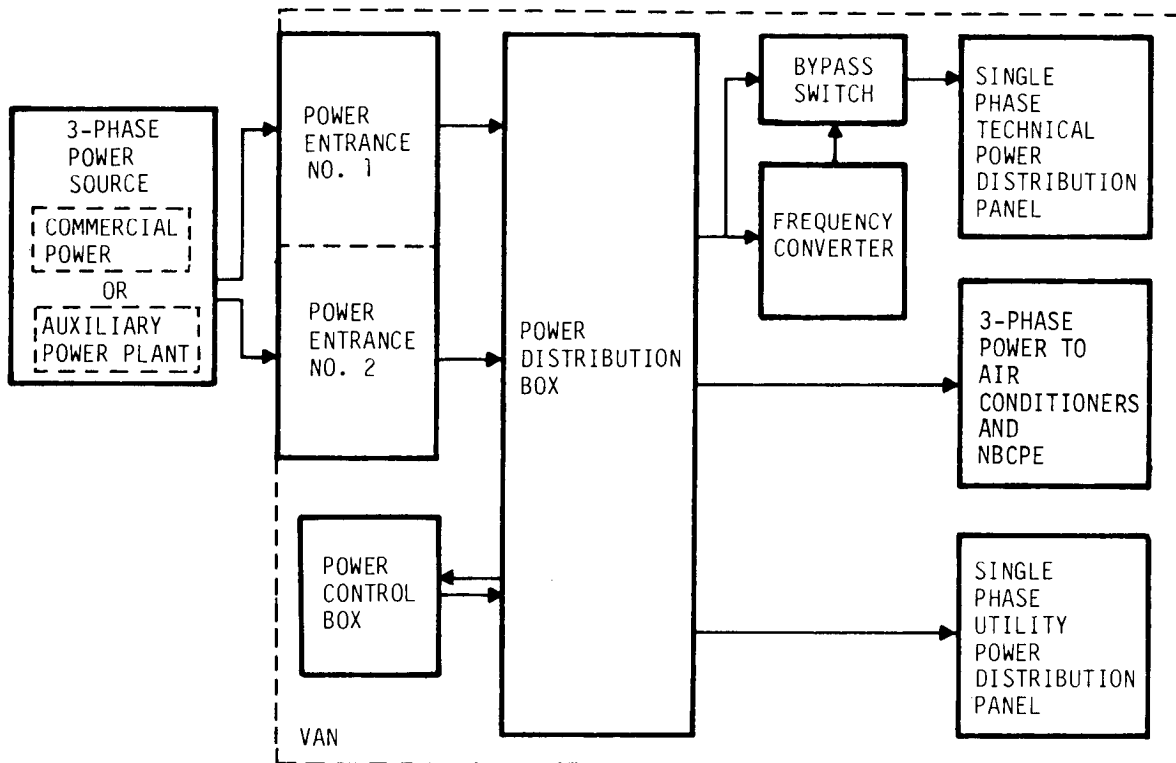 3-PHASE
POWER
SOURCE
COMMERCIAL
POWER
OR
AUXILIARY
POWER PLANT
POWER
ENTRANCE
NO. 1
POWER
ENTRANCE
NO. 2
POWER
CONTROL
BOX
VAN
POWER
DISTRIBUTION
BOX
BYPASS
SWITCH
FREQUENCY
CONVERTER
SINGLE
PHASE
TECHNICAL
POWER
DISTRIBUTION
PANEL
3-PHASE
POWER TO
AIR
CONDITIONERS
AND
NBCPE
SINGLE
PHASE
UTILITY
POWER
DISTRIBUTION
PANEL